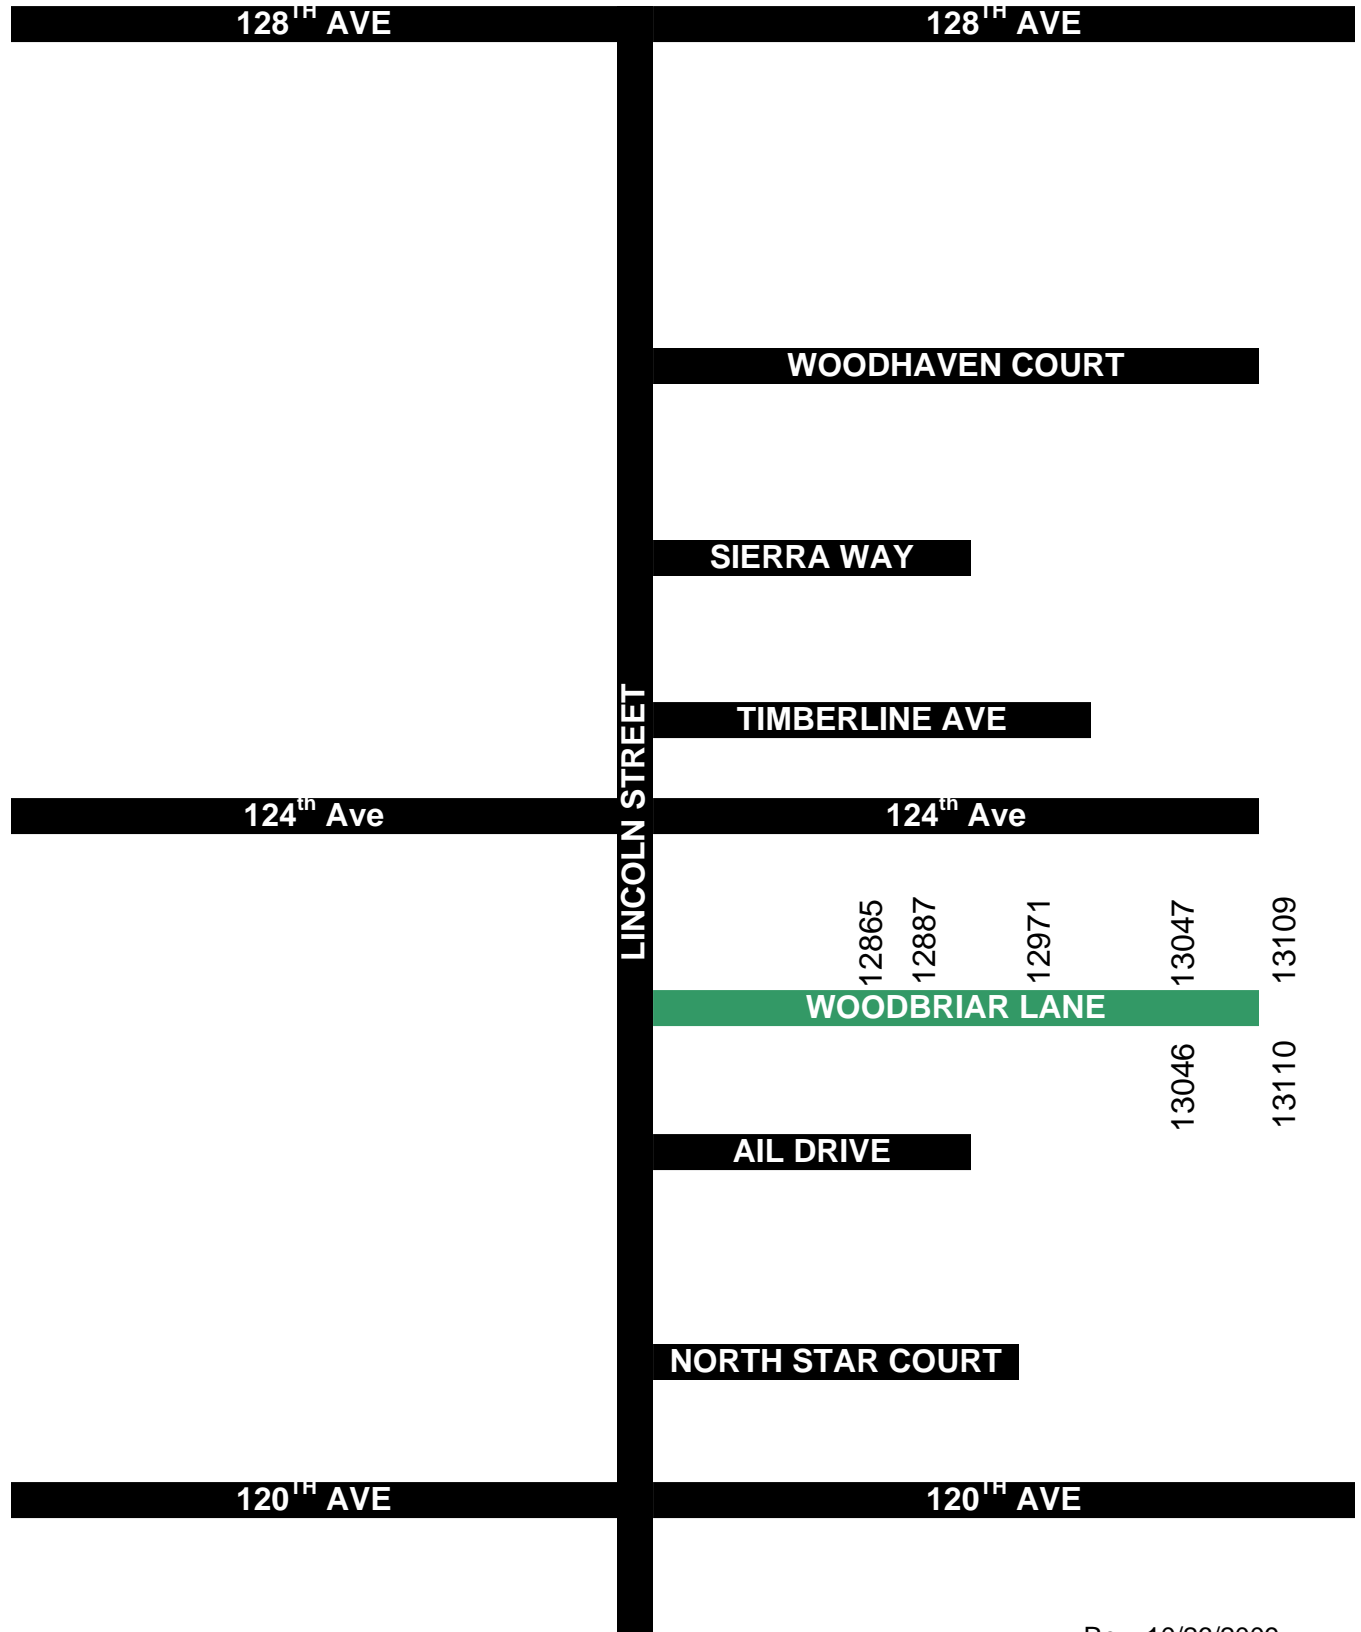 128TH AVE
128TH AVE
WOODHAVEN COURT
SIERRA WAY
TIMBERLINE AVE
LINCOLN STREET
124th Ave
124th Ave
12865
12887
12971
13047
13109
WOODBRIAR LANE
13046
13110
AIL DRIVE
NORTH STAR COURT
120TH AVE
120TH AVE